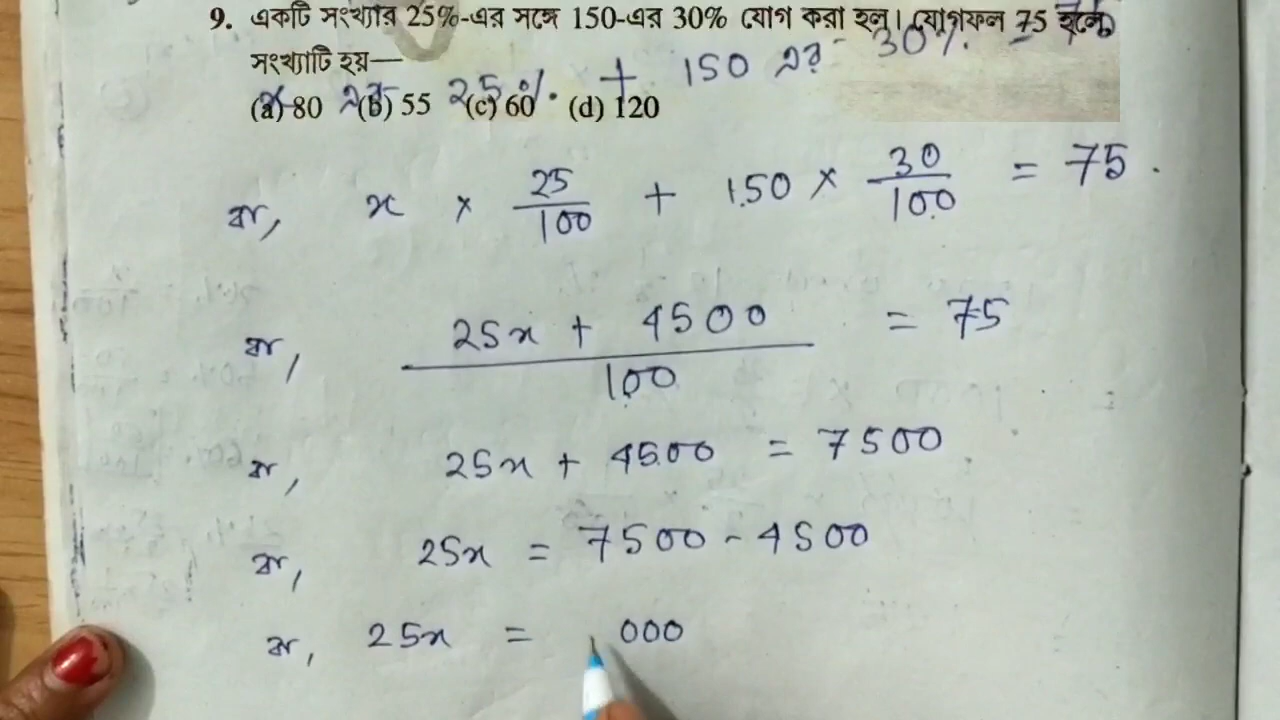 9. একটি সংখ্যার 25%-এর সঙ্গে 150-এর 30% যোগ করা হল। যোগফল 75 হলে
সংখ্যাটি হয়—
x এর 25% + 150 এর 30% = 75
(a) 80 (b) 55 (c) 60 (d) 120
বা, x × 25/100 + 150 × 30/100 = 75.
বা, 25x + 4500 / 100 = 75
বা, 25x + 4500 = 7500
বা, 25x = 7500 - 4500
বা, 25x = 000